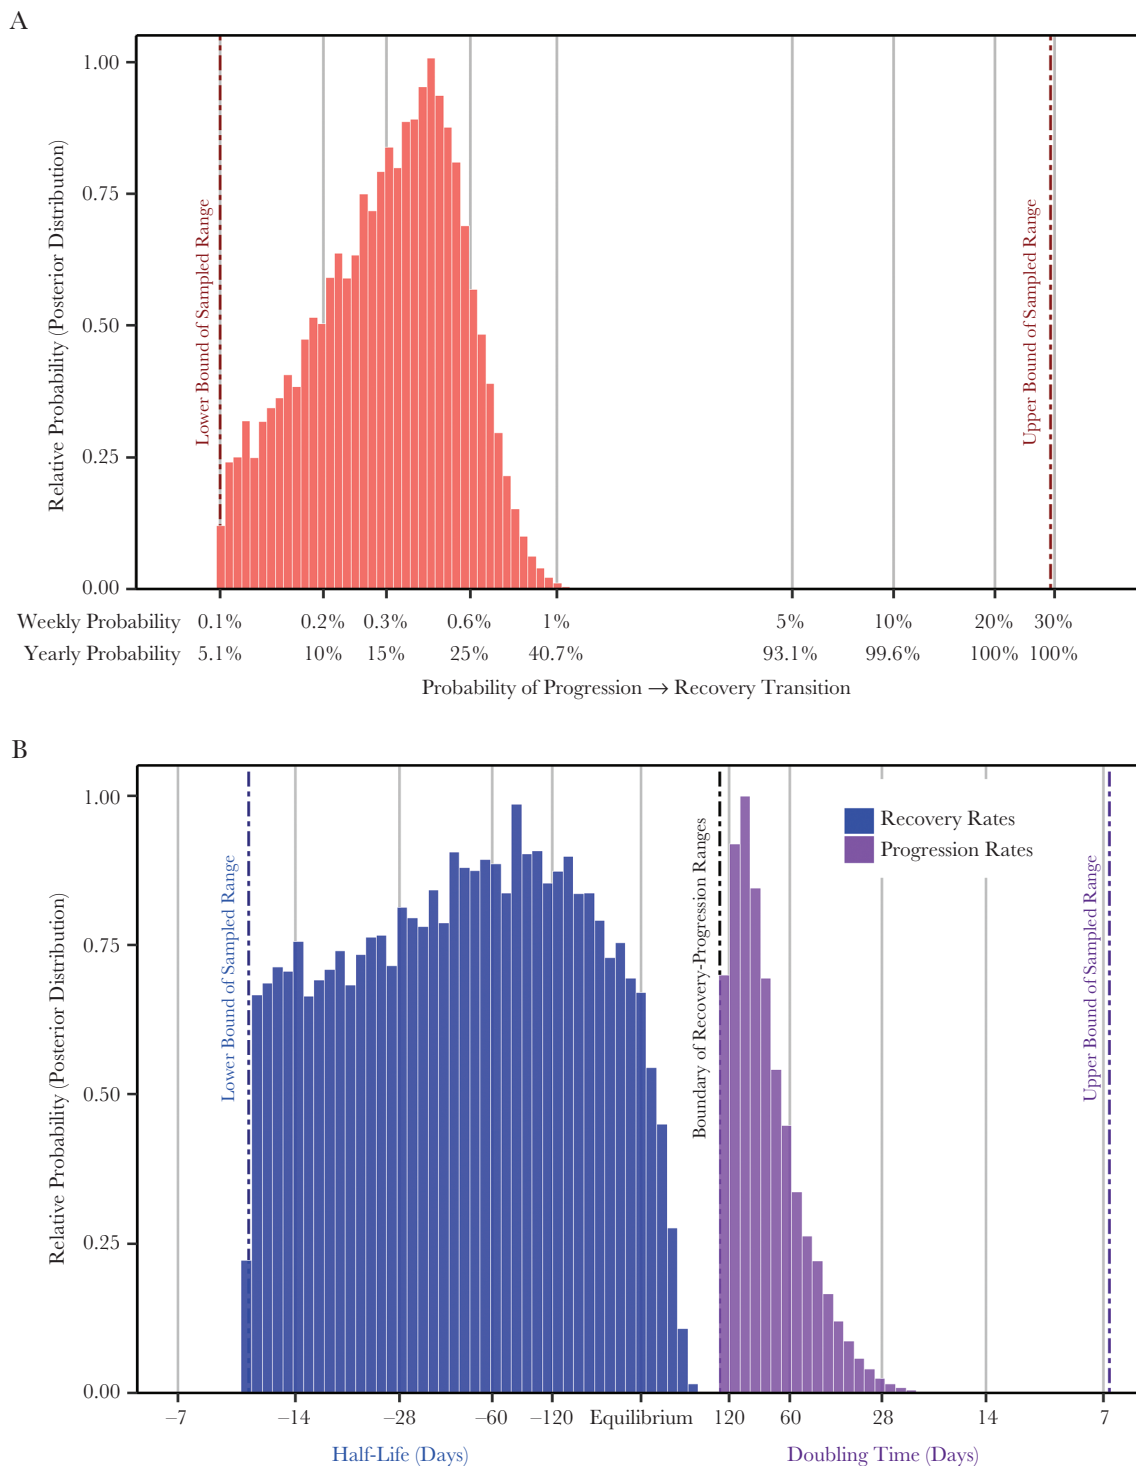 A
1.00
0.75
0.50
0.25
0.00
Relative Probability (Posterior Distribution)
Lower Bound of Sampled Range
Upper Bound of Sampled Range
Weekly Probability 0.1% 0.2% 0.3% 0.6% 1% 5% 10% 20% 30%
Yearly Probability 5.1% 10% 15% 25% 40.7% 93.1% 99.6% 100% 100%
Probability of Progression → Recovery Transition
B
1.00
0.75
0.50
0.25
0.00
Relative Probability (Posterior Distribution)
Lower Bound of Sampled Range
Boundary of Recovery-Progression Ranges
Recovery Rates
Progression Rates
Upper Bound of Sampled Range
–7 –14 –28 –60 –120 Equilibrium 120 60 28 14 7
Half-Life (Days) Doubling Time (Days)